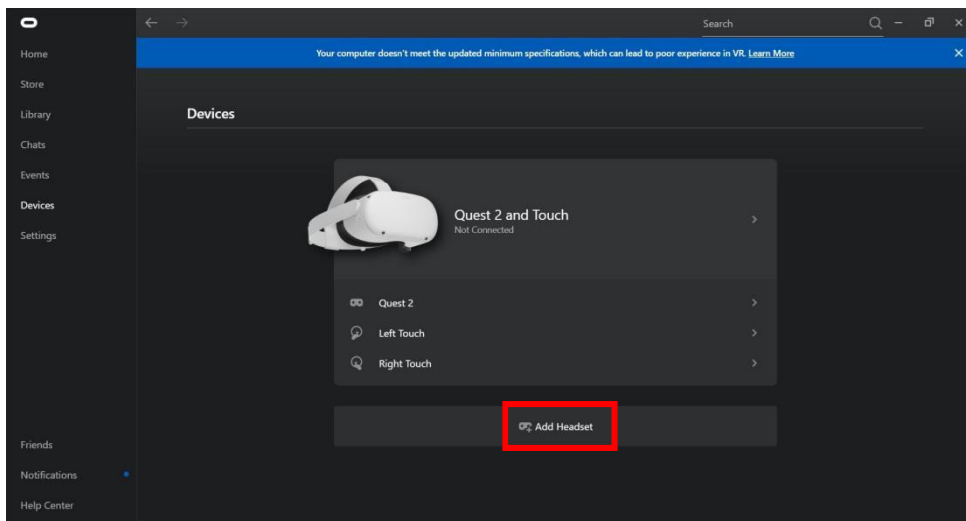 Search
Home
Your computer doesn't meet the updated minimum specifications, which can lead to poor experience in VR. Learn More
Store
Library
Devices
Chats
Events
Devices
Settings
Quest 2 and Touch
Not Connected
Quest 2
Left Touch
Right Touch
Add Headset
Friends
Notifications
Help Center